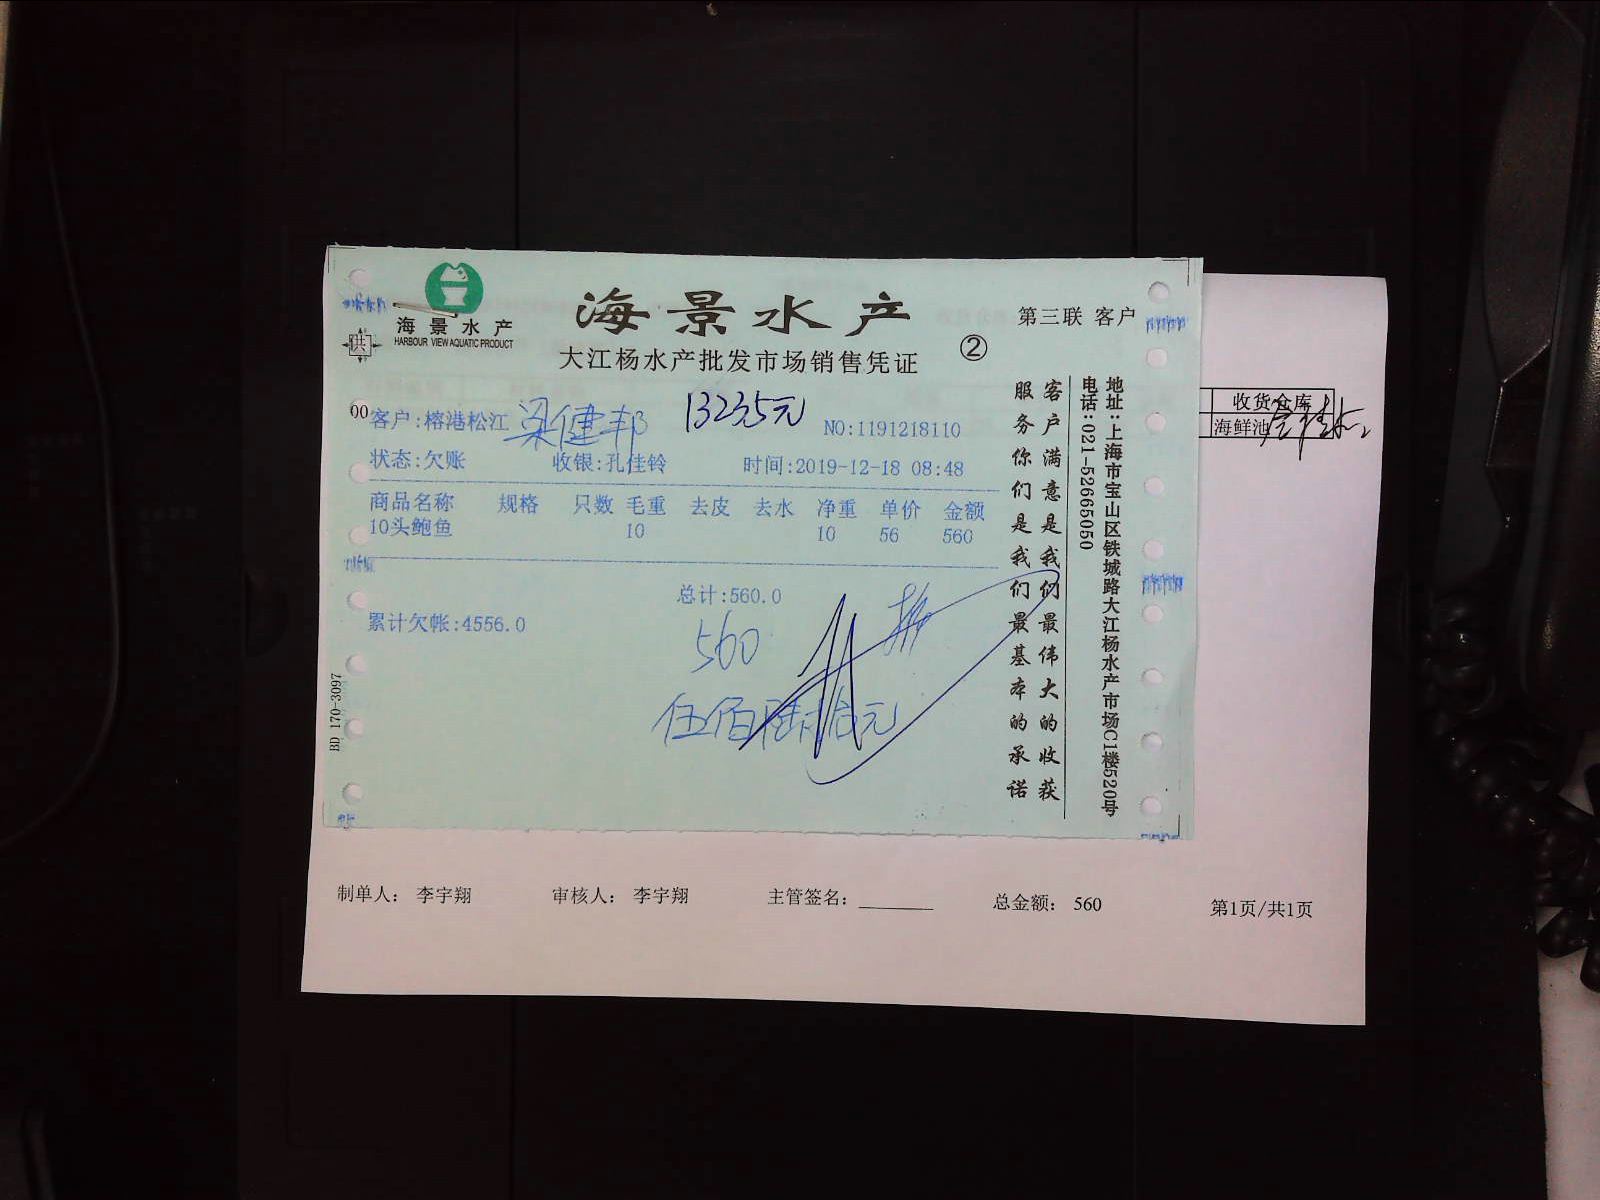 海景水产
HARBOUR VIEW AQUATIC PRODUCT
供
海景水产
大江杨水产批发市场销售凭证
②
第三联 客户
00
客户:榕港松江
梁健邦
13235元
NO:1191218110
状态:欠账 收银:孔佳铃 时间:2019-12-18 08:48
商品名称 规格 只数 毛重 去皮 去水 净重 单价 金额
10头鲍鱼 10 10 56 560
总计:560.0
累计欠帐:4556.0
560
伍佰陆拾元
客户满意是我们最伟大的收获
服务你们是我们最基本的承诺
地址:上海市宝山区铁城路大江杨水产市场C1楼520号
电话:021-52665050
BD 170-3097
收货仓库
海鲜池
制单人: 李宇翔 审核人: 李宇翔 主管签名: 总金额: 560 第1页/共1页